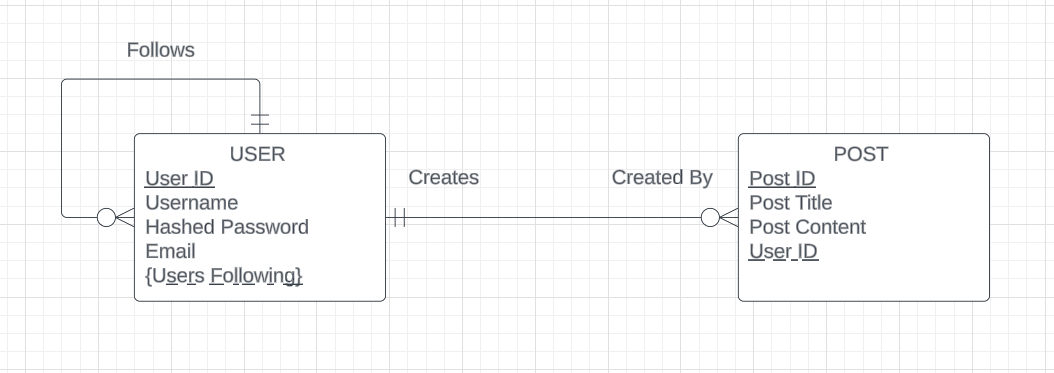 Follows
USER
User ID
Username
Hashed Password
Email
{Users Following}
Creates
Created By
POST
Post ID
Post Title
Post Content
User ID